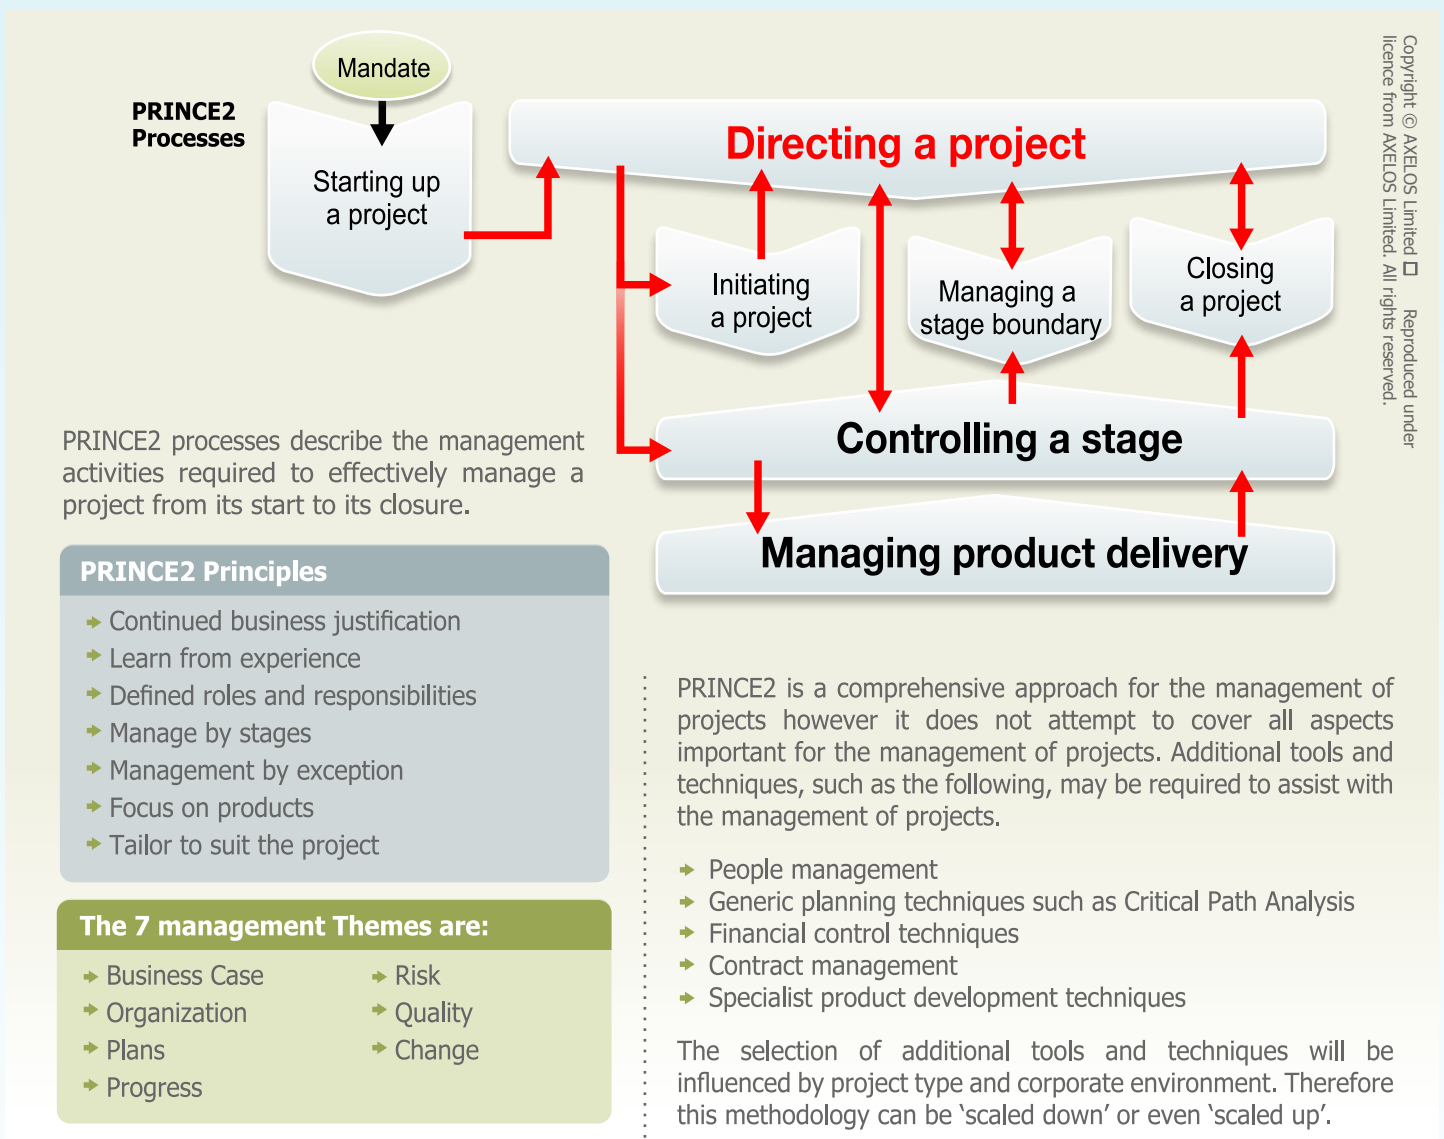 Mandate
PRINCE2
Processes
Starting up
a project
Directing a project
Initiating
a project
Managing a
stage boundary
Closing
a project
Controlling a stage
Managing product delivery
Copyright © AXELOS Limited □ Reproduced under
licence from AXELOS Limited. All rights reserved.
PRINCE2 processes describe the management
activities required to effectively manage a
project from its start to its closure.
PRINCE2 Principles
Continued business justification
Learn from experience
Defined roles and responsibilities
Manage by stages
Management by exception
Focus on products
Tailor to suit the project
The 7 management Themes are:
Business Case
Organization
Plans
Progress
Risk
Quality
Change
PRINCE2 is a comprehensive approach for the management of
projects however it does not attempt to cover all aspects
important for the management of projects. Additional tools and
techniques, such as the following, may be required to assist with
the management of projects.
People management
Generic planning techniques such as Critical Path Analysis
Financial control techniques
Contract management
Specialist product development techniques
The selection of additional tools and techniques will be
influenced by project type and corporate environment. Therefore
this methodology can be ‘scaled down’ or even ‘scaled up’.